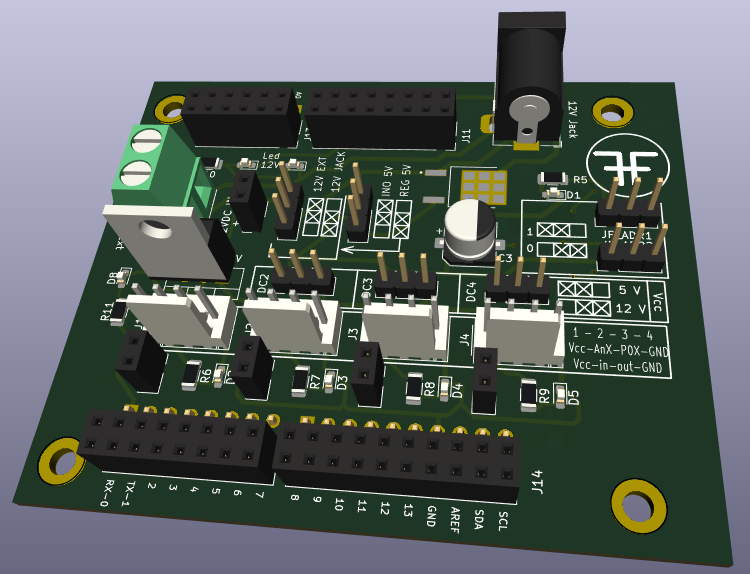 J11
12V Jack
Led
12V
12V EXT
12V JACK
INO 5V
REG 5V
R5
D1
+
C3
1
0
DC2
DC4
5 V
12 V
Vcc
D8
R11
J3
J4
1 - 2 - 3 - 4
Vcc-AnX-POX-GND
Vcc-in-out-GND
R6
R7
D3
R8
D4
R9
D5
J14
RX-0
TX-1
2
3
4
5
6
7
8
9
10
11
12
13
GND
AREF
SDA
SCL